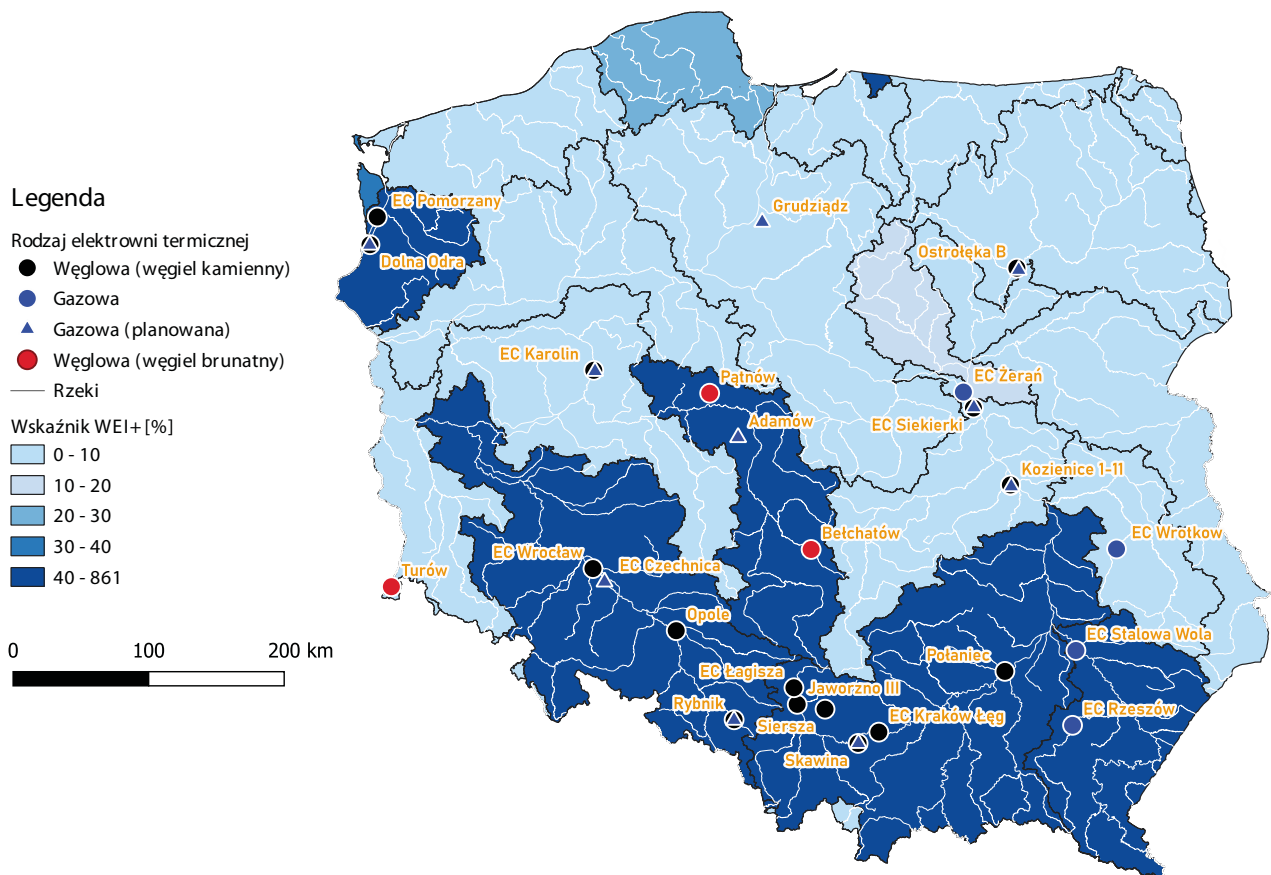 Legenda
Rodzaj elektrowni termicznej
Węglowa (węgiel kamienny)
Gazowa
Gazowa (planowana)
Węglowa (węgiel brunatny)
Rzeki
Wskaźnik WEI+ [%]
0 - 10
10 - 20
20 - 30
30 - 40
40 - 861
0 100 200 km
EC Pomorzany
Dolna Odra
Grudziądz
Ostrołęka B
EC Karolin
Pątnów
EC Żerań
Adamów
EC Siekierki
Kozienice 1-11
Bełchatów
EC Wrotków
EC Wrocław
EC Czechnica
Turów
Opole
EC Stalowa Wola
Połaniec
EC Łagisza
Jaworzno III
Rybnik
Siersza
EC Kraków Łęg
EC Rzeszów
Skawina